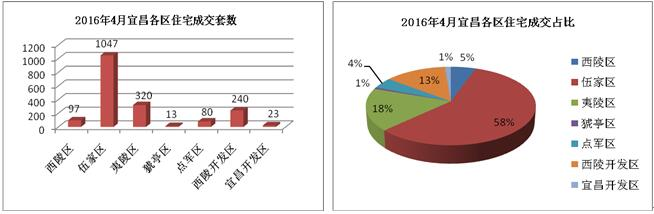 2016年4月宜昌各区住宅成交套数
1200
1000
800
600
400
200
0
97
1047
320
13
80
240
23
西陵区
伍家区
夷陵区
猇亭区
点军区
西陵开发区
宜昌开发区
2016年4月宜昌各区住宅成交占比
5%
58%
18%
1%
4%
13%
1%
西陵区
伍家区
夷陵区
猇亭区
点军区
西陵开发区
宜昌开发区